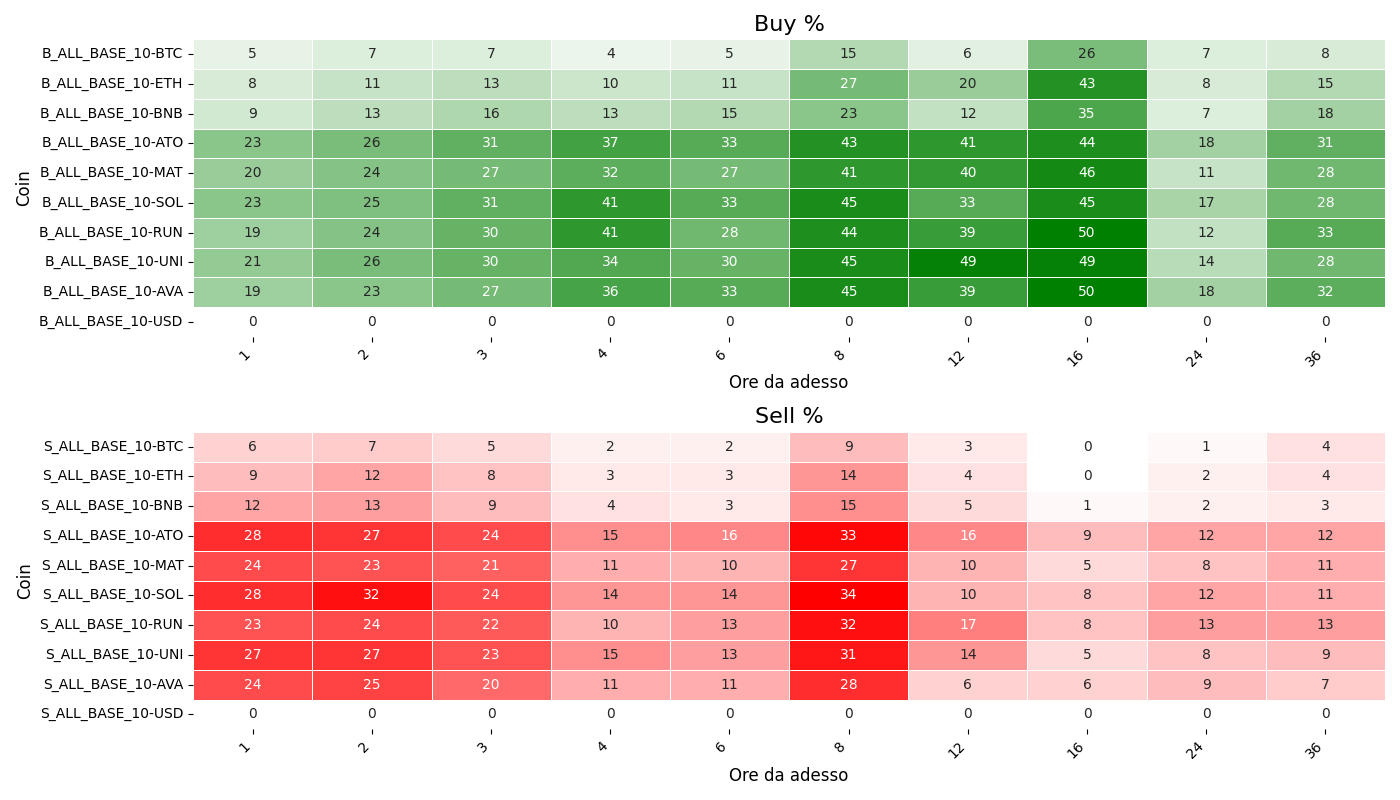 Buy %
Coin
B_ALL_BASE_10-BTC 5 7 7 4 5 15 6 26 7 8
B_ALL_BASE_10-ETH 8 11 13 10 11 27 20 43 8 15
B_ALL_BASE_10-BNB 9 13 16 13 15 23 12 35 7 18
B_ALL_BASE_10-ATO 23 26 31 37 33 43 41 44 18 31
B_ALL_BASE_10-MAT 20 24 27 32 27 41 40 46 11 28
B_ALL_BASE_10-SOL 23 25 31 41 33 45 33 45 17 28
B_ALL_BASE_10-RUN 19 24 30 41 28 44 39 50 12 33
B_ALL_BASE_10-UNI 21 26 30 34 30 45 49 49 14 28
B_ALL_BASE_10-AVA 19 23 27 36 33 45 39 50 18 32
B_ALL_BASE_10-USD 0 0 0 0 0 0 0 0 0 0
1 2 3 4 6 8 12 16 24 36
Ore da adesso
Sell %
Coin
S_ALL_BASE_10-BTC 6 7 5 2 2 9 3 0 1 4
S_ALL_BASE_10-ETH 9 12 8 3 3 14 4 0 2 4
S_ALL_BASE_10-BNB 12 13 9 4 3 15 5 1 2 3
S_ALL_BASE_10-ATO 28 27 24 15 16 33 16 9 12 12
S_ALL_BASE_10-MAT 24 23 21 11 10 27 10 5 8 11
S_ALL_BASE_10-SOL 28 32 24 14 14 34 10 8 12 11
S_ALL_BASE_10-RUN 23 24 22 10 13 32 17 8 13 13
S_ALL_BASE_10-UNI 27 27 23 15 13 31 14 5 8 9
S_ALL_BASE_10-AVA 24 25 20 11 11 28 6 6 9 7
S_ALL_BASE_10-USD 0 0 0 0 0 0 0 0 0 0
1 2 3 4 6 8 12 16 24 36
Ore da adesso